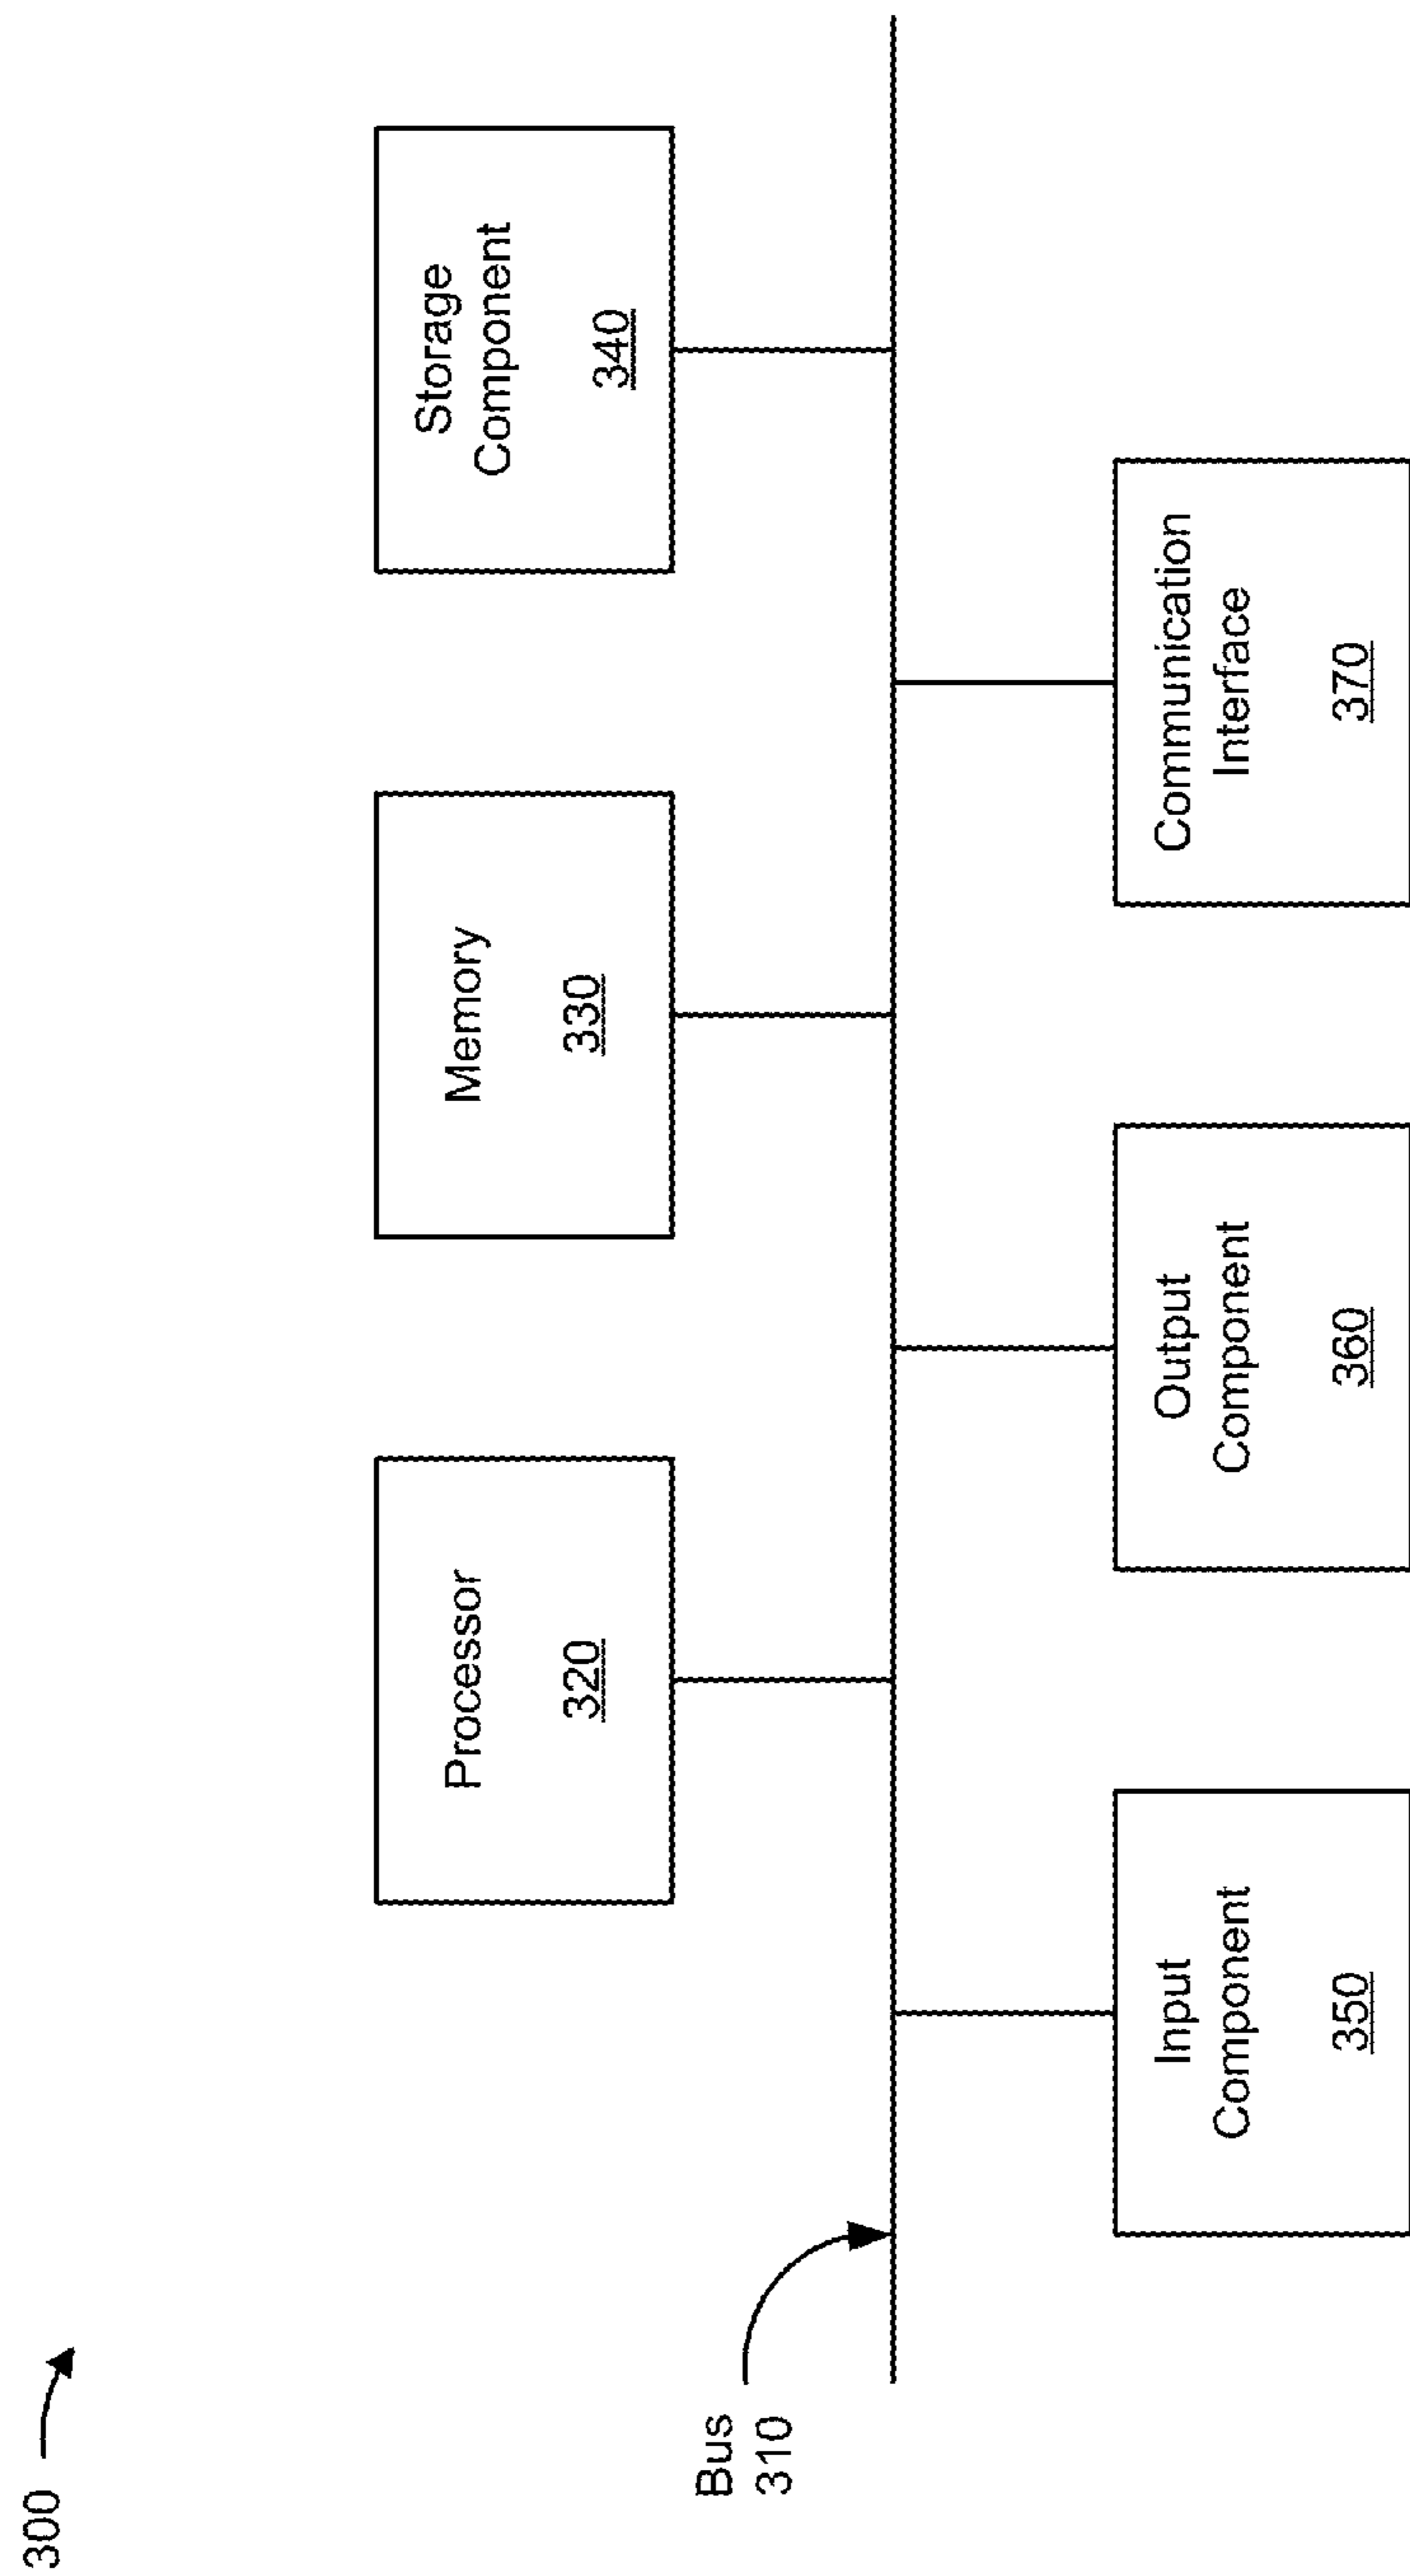 300
Bus
310
Processor
320
Memory
330
Storage
Component
340
Input
Component
350
Output
Component
360
Communication
Interface
370